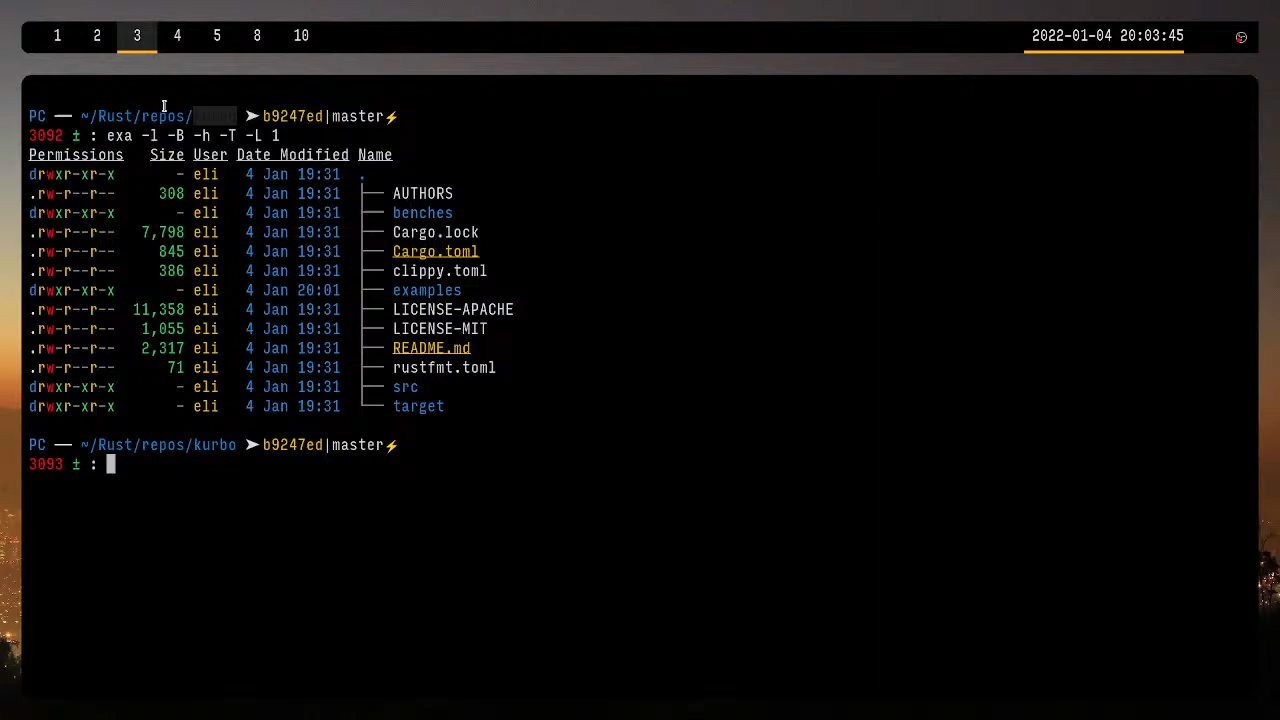 1 2 3 4 5 8 10 2022-01-04 20:03:45
PC — ~/Rust/repos/ ➤ b9247ed|master⚡
3092 ± : exa -l -B -h -T -L 1
Permissions Size User Date Modified Name
drwxr-xr-x - eli 4 Jan 19:31 .
.rw-r--r-- 308 eli 4 Jan 19:31 ├── AUTHORS
drwxr-xr-x - eli 4 Jan 19:31 ├── benches
.rw-r--r-- 7,798 eli 4 Jan 19:31 ├── Cargo.lock
.rw-r--r-- 845 eli 4 Jan 19:31 ├── Cargo.toml
.rw-r--r-- 386 eli 4 Jan 19:31 ├── clippy.toml
drwxr-xr-x - eli 4 Jan 20:01 ├── examples
.rw-r--r-- 11,358 eli 4 Jan 19:31 ├── LICENSE-APACHE
.rw-r--r-- 1,055 eli 4 Jan 19:31 ├── LICENSE-MIT
.rw-r--r-- 2,317 eli 4 Jan 19:31 ├── README.md
.rw-r--r-- 71 eli 4 Jan 19:31 ├── rustfmt.toml
drwxr-xr-x - eli 4 Jan 19:31 ├── src
drwxr-xr-x - eli 4 Jan 19:31 └── target
PC — ~/Rust/repos/kurbo ➤ b9247ed|master⚡
3093 ± :